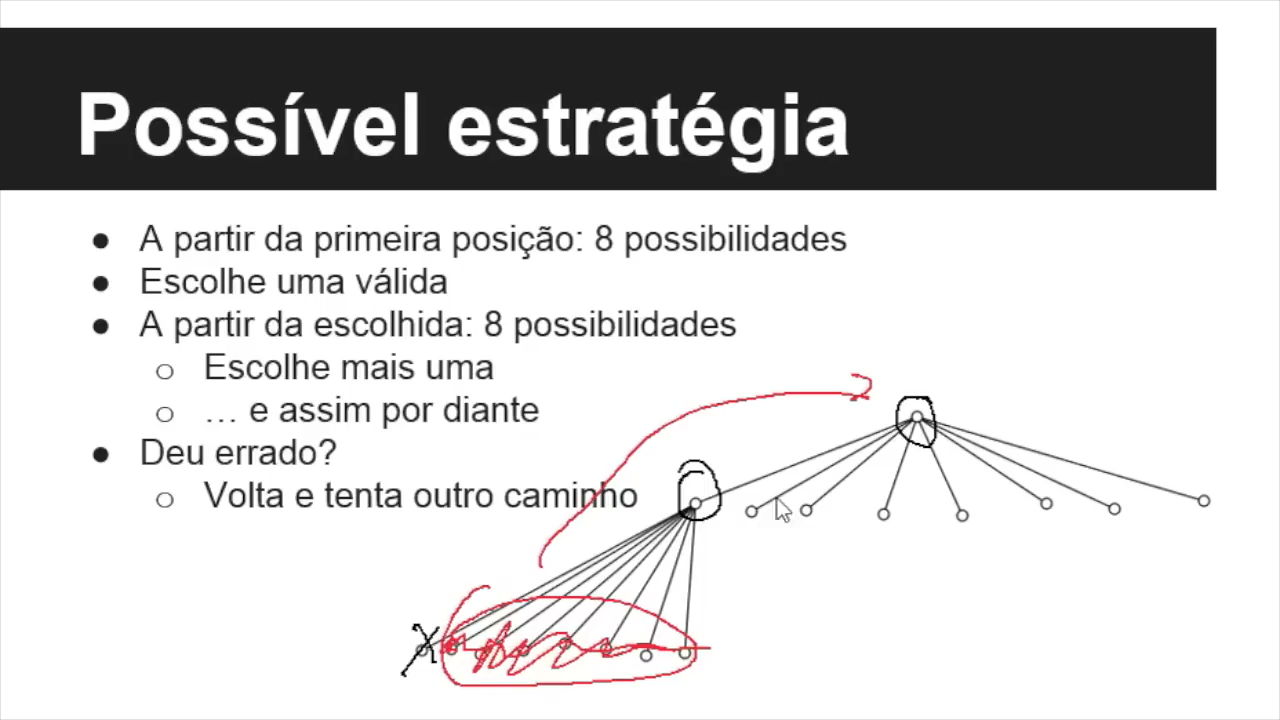 Possível estratégia
● A partir da primeira posição: 8 possibilidades
● Escolhe uma válida
● A partir da escolhida: 8 possibilidades
o Escolhe mais uma
o … e assim por diante
● Deu errado?
o Volta e tenta outro caminho